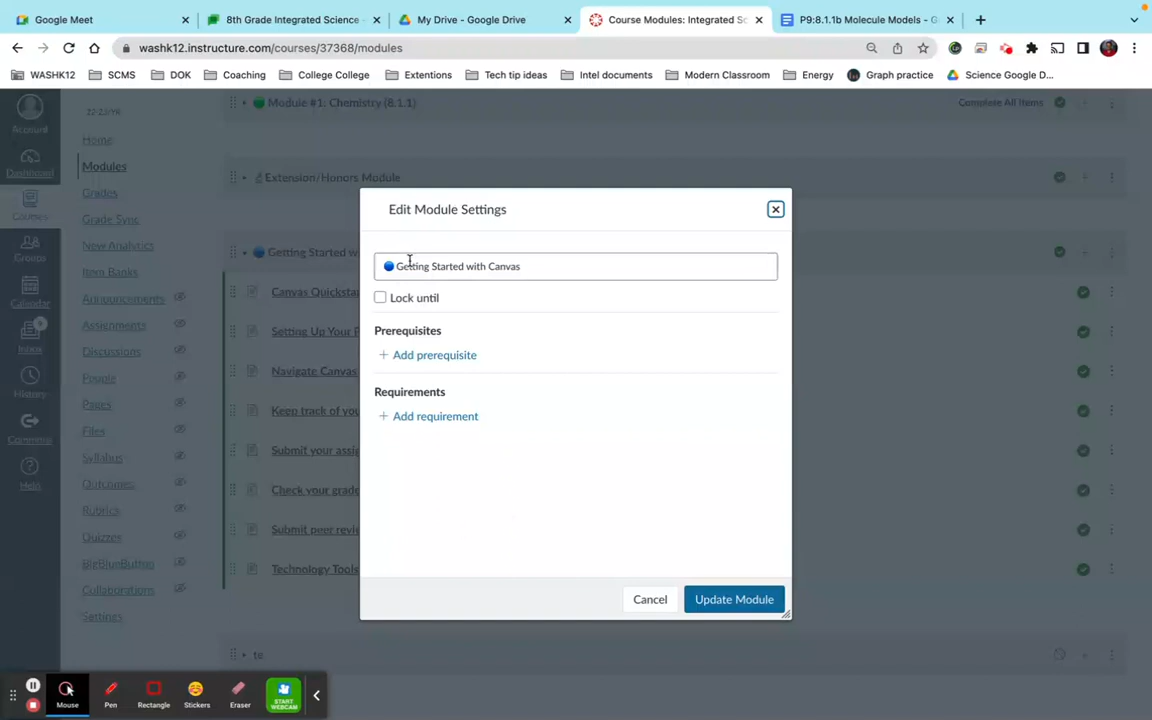 Google Meet
8th Grade Integrated Science -
My Drive - Google Drive
Course Modules: Integrated Sc
P9:8.1.1b Molecule Models - G
washk12.instructure.com/courses/37368/modules
WASHK12
SCMS
DOK
Coaching
College College
Extentions
Tech tip ideas
Intel documents
Modern Classroom
Energy
Graph practice
Science Google D...
Account
Dashboard
Courses
Groups
Calendar
Inbox
History
Commons
Help
22-23/YR
Home
Modules
Grades
Grade Sync
New Analytics
Item Banks
Announcements
Assignments
Discussions
People
Pages
Files
Syllabus
Outcomes
Rubrics
Quizzes
BigBlueButton
Collaborations
Settings
Module #1: Chemistry (8.1.1)
Complete All Items
Extension/Honors Module
Getting Started w
Canvas Quickstar
Setting Up Your P
Navigate Canvas
Keep track of you
Submit your assig
Check your grade
Submit peer revie
Technology Tools
te
Edit Module Settings
Getting Started with Canvas
Lock until
Prerequisites
+ Add prerequisite
Requirements
+ Add requirement
Cancel
Update Module
Mouse
Pen
Rectangle
Stickers
Eraser
START
WEBCAM